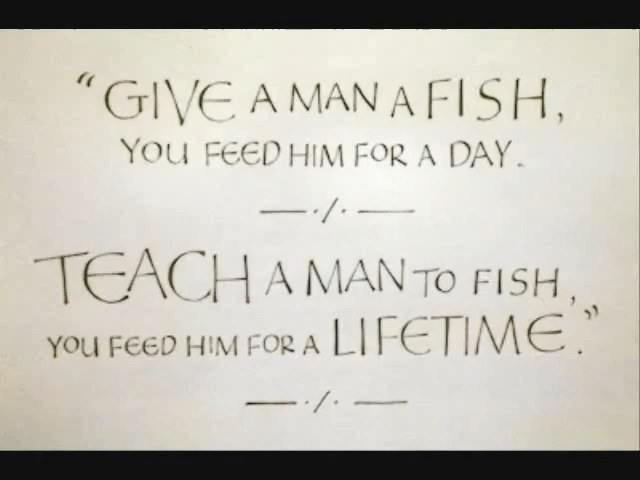 “GIVE A MAN A FISH,
YOU FEED HIM FOR A DAY.
—·/·—
TEACH A MAN TO FISH,
YOU FEED HIM FOR A LIFETIME.”
—·/·—